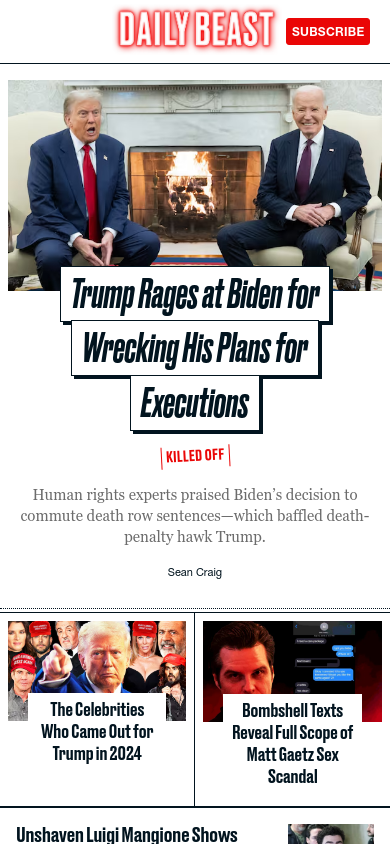 DAILY BEAST
SUBSCRIBE
Trump Rages at Biden for
Wrecking His Plans for
Executions
KILLED OFF
Human rights experts praised Biden’s decision to
commute death row sentences—which baffled death-
penalty hawk Trump.
Sean Craig
The Celebrities
Who Came Out for
Trump in 2024
Bombshell Texts
Reveal Full Scope of
Matt Gaetz Sex
Scandal
Unshaven Luigi Mangione Shows